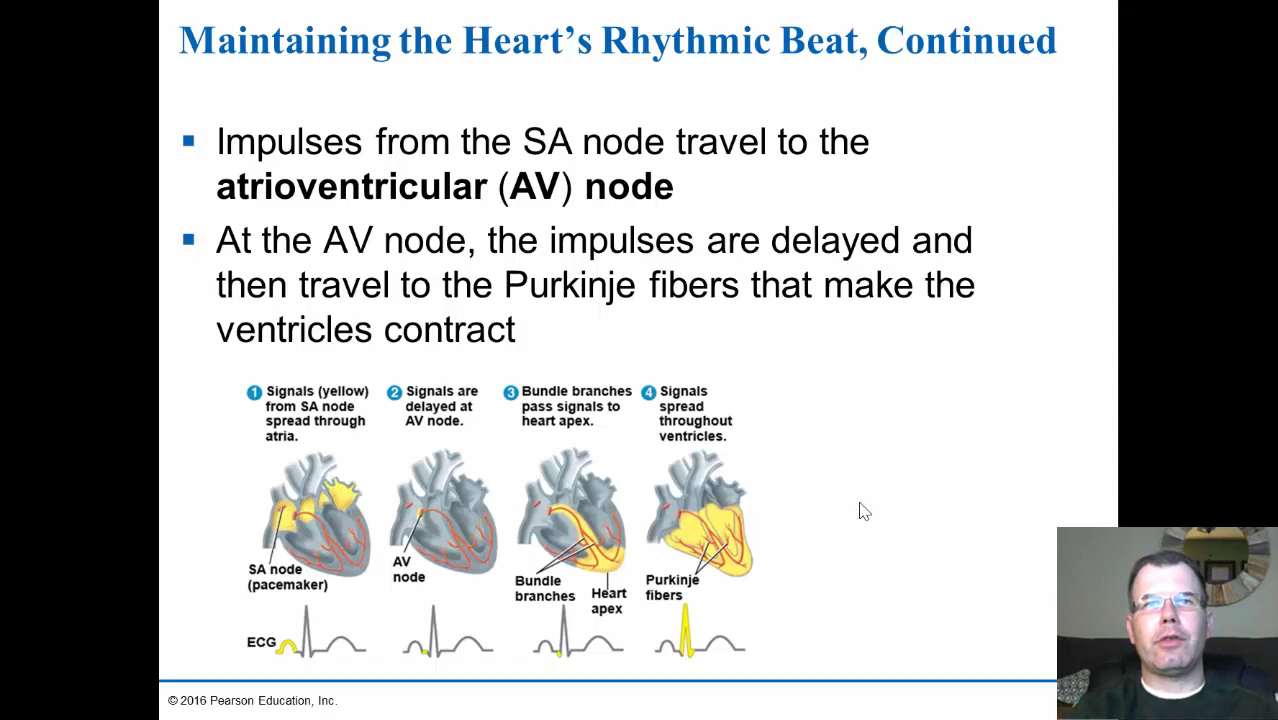 Maintaining the Heart’s Rhythmic Beat, Continued
Impulses from the SA node travel to the
atrioventricular (AV) node
At the AV node, the impulses are delayed and
then travel to the Purkinje fibers that make the
ventricles contract
1 Signals (yellow)
from SA node
spread through
atria.
2 Signals are
delayed at
AV node.
3 Bundle branches
pass signals to
heart apex.
4 Signals
spread
throughout
ventricles.
SA node
(pacemaker)
AV
node
Bundle
branches
Heart
apex
Purkinje
fibers
ECG
© 2016 Pearson Education, Inc.